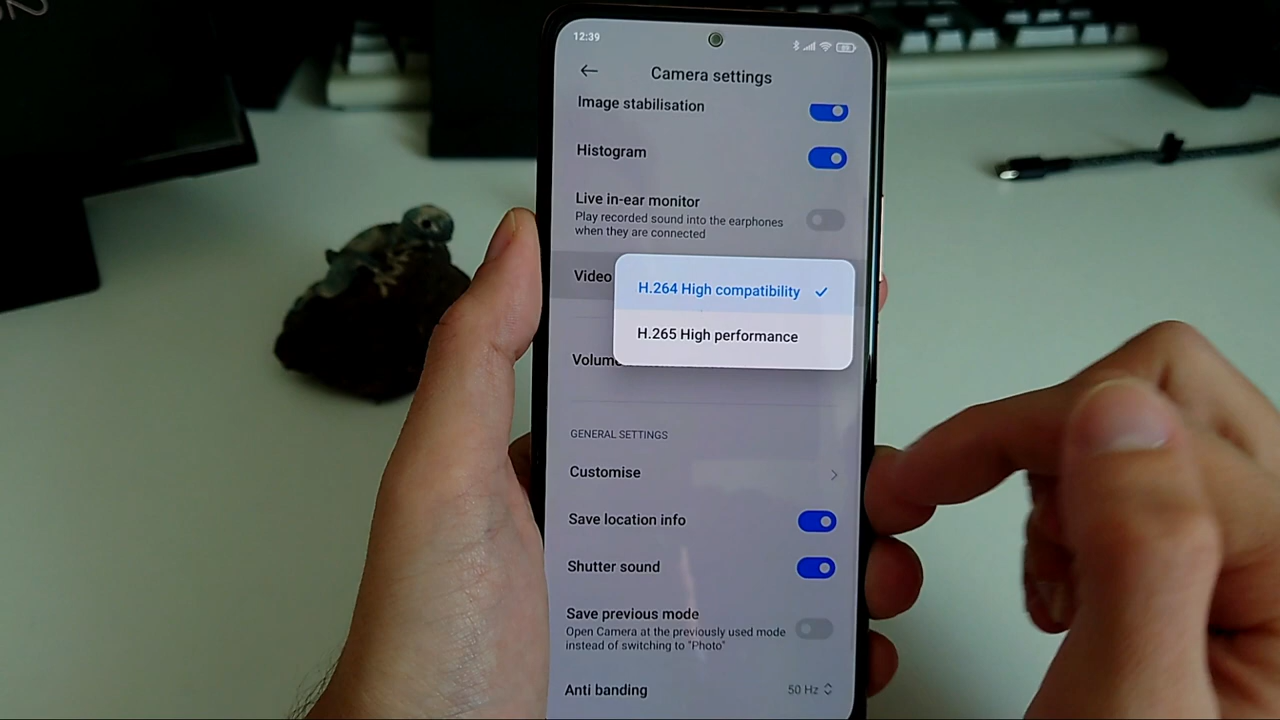 12:39
Camera settings
Image stabilisation
Histogram
Live in-ear monitor
Play recorded sound into the earphones
when they are connected
Video
H.264 High compatibility
H.265 High performance
GENERAL SETTINGS
Customise
Save location info
Shutter sound
Save previous mode
Open Camera at the previously used mode
instead of switching to "Photo"
Anti banding
50 Hz